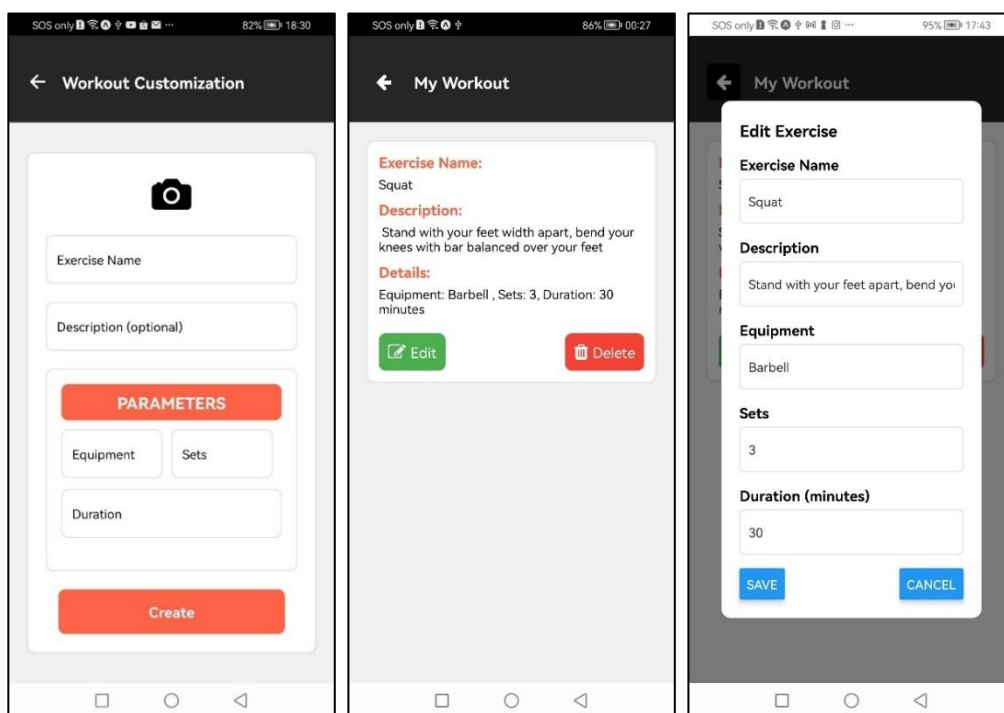 SOS only
82% 18:30
Workout Customization
Exercise Name
Description (optional)
PARAMETERS
Equipment
Sets
Duration
Create
SOS only
86% 00:27
My Workout
Exercise Name:
Squat
Description:
Stand with your feet width apart, bend your
knees with bar balanced over your feet
Details:
Equipment: Barbell , Sets: 3, Duration: 30
minutes
Edit
Delete
SOS only
95% 17:43
My Workout
Edit Exercise
Exercise Name
Squat
Description
Stand with your feet apart, bend you
Equipment
Barbell
Sets
3
Duration (minutes)
30
SAVE
CANCEL